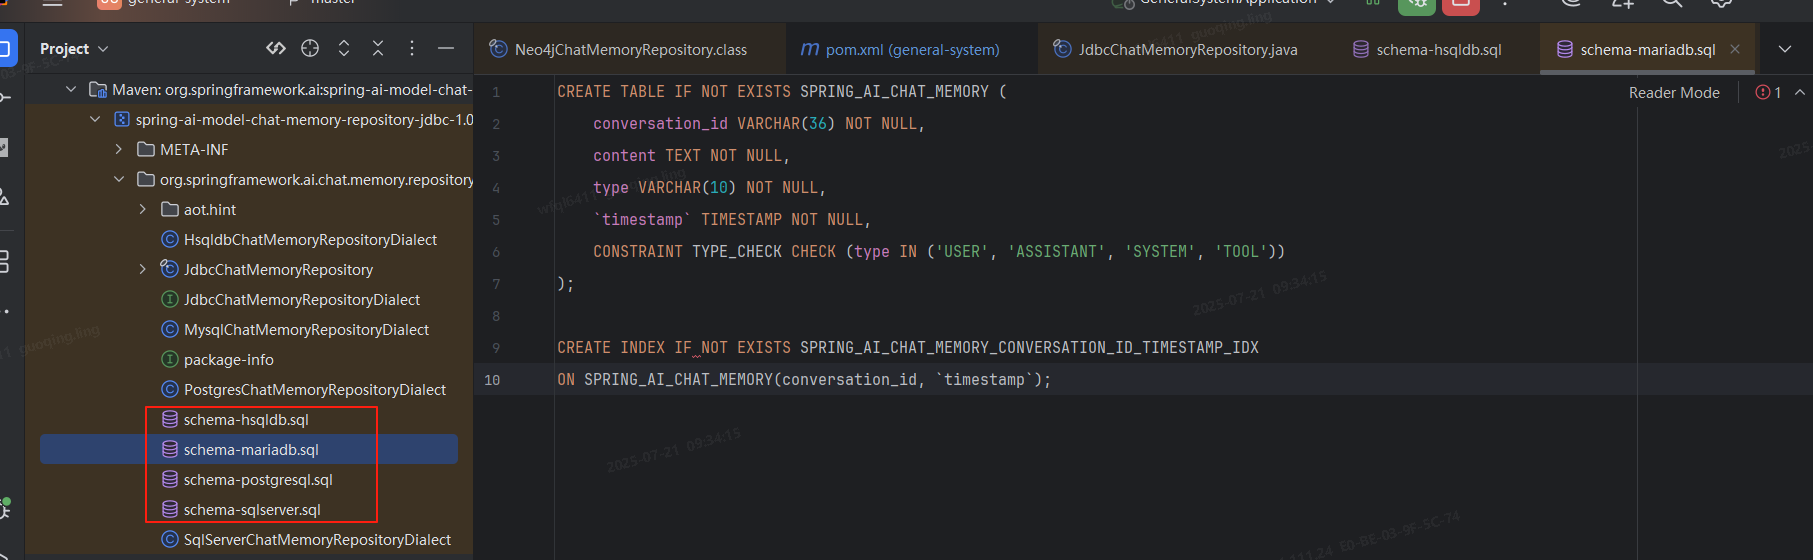 general-system
master
GeneralSystemApplication
Project
Neo4jChatMemoryRepository.class
pom.xml (general-system)
JdbcChatMemoryRepository.java
schema-hsqldb.sql
schema-mariadb.sql
Maven: org.springframework.ai:spring-ai-model-chat-
spring-ai-model-chat-memory-repository-jdbc-1.0
META-INF
org.springframework.ai.chat.memory.repository
aot.hint
HsqldbChatMemoryRepositoryDialect
JdbcChatMemoryRepository
JdbcChatMemoryRepositoryDialect
MysqlChatMemoryRepositoryDialect
package-info
PostgresChatMemoryRepositoryDialect
schema-hsqldb.sql
schema-mariadb.sql
schema-postgresql.sql
schema-sqlserver.sql
SqlServerChatMemoryRepositoryDialect
Reader Mode
1
1 CREATE TABLE IF NOT EXISTS SPRING_AI_CHAT_MEMORY (
2 conversation_id VARCHAR(36) NOT NULL,
3 content TEXT NOT NULL,
4 type VARCHAR(10) NOT NULL,
5 `timestamp` TIMESTAMP NOT NULL,
6 CONSTRAINT TYPE_CHECK CHECK (type IN ('USER', 'ASSISTANT', 'SYSTEM', 'TOOL'))
7 );
8
9 CREATE INDEX IF NOT EXISTS SPRING_AI_CHAT_MEMORY_CONVERSATION_ID_TIMESTAMP_IDX
10 ON SPRING_AI_CHAT_MEMORY(conversation_id, `timestamp`);
2025-07-21 09:34:15
2025-07-21 09:34:15